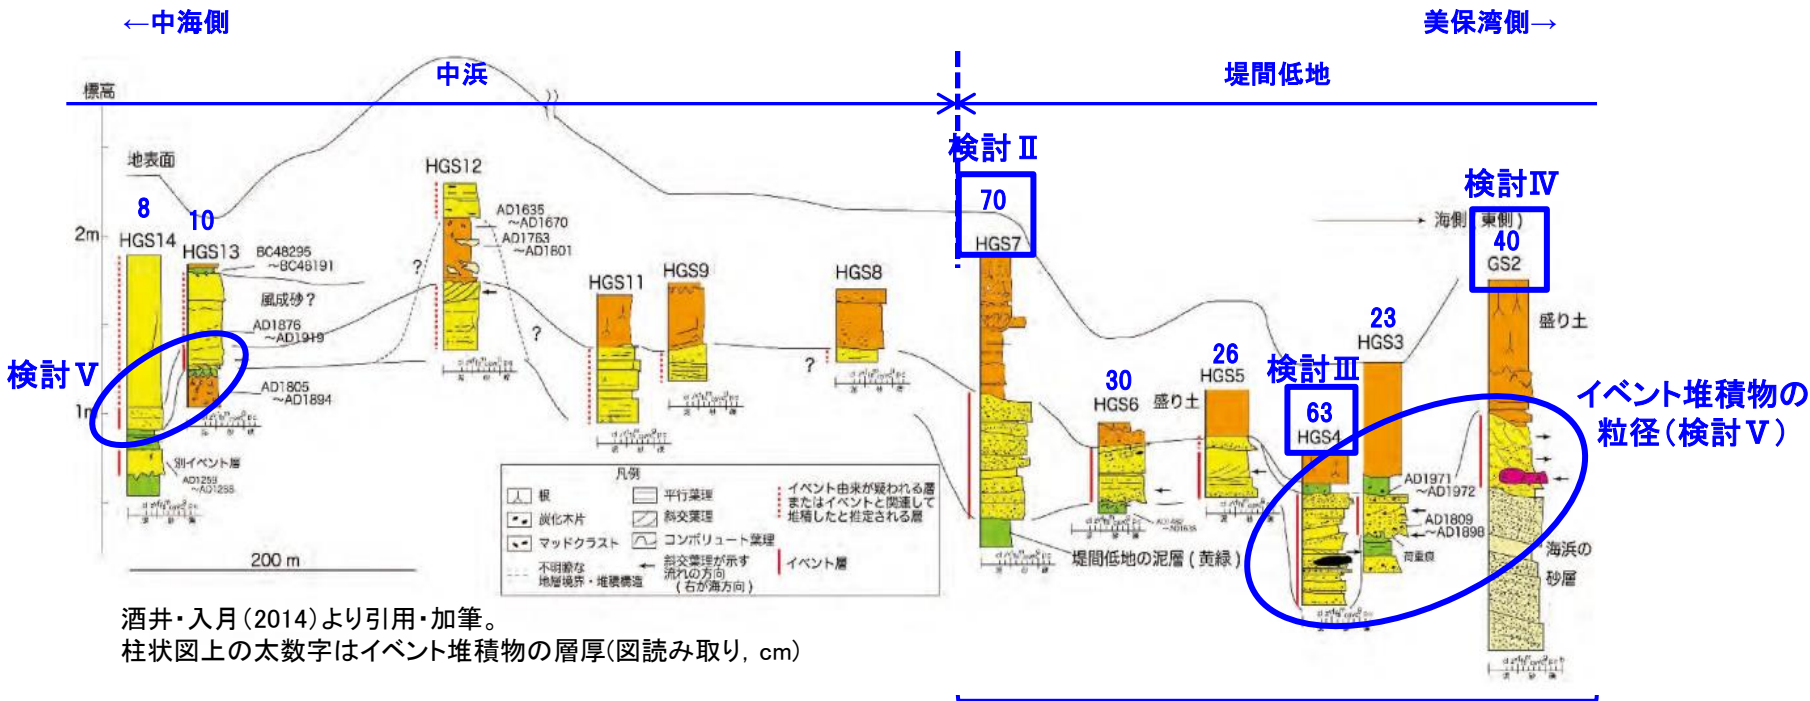 ←中海側
美保湾側→
中浜
堤間低地
標高
地表面
検討Ⅱ
検討Ⅳ
70
40
8
10
HGS12
海側(東側)
2m
HGS14
HGS13
AD1635
～AD1670
AD1763
～AD1801
HGS7
GS2
BC48295
～BC46191
?
風成砂?
HGS11
HGS9
HGS8
盛り土
AD1876
～AD1919
?
?
23
HGS3
検討Ⅴ
30
26
検討Ⅲ
イベント堆積物の
粒径(検討Ⅴ)
AD1805
～AD1894
HGS6
盛り土
HGS5
63
HGS4
1m
別イベント層
AD1259
凡例
根
平行葉理
イベント由来が疑われる層
またはイベントと関連して
堆積したと推定される層
炭化木片
斜交葉理
マッドクラスト
コンボリュート葉理
不明瞭な
地層境界・堆積構造
斜交葉理が示す
流れの方向
(右が海方向)
イベント層
AD1971
～AD1972
AD1809
～AD1898
荷重痕
堤間低地の泥層(黄緑)
海浜の
砂層
200 m
酒井・入月(2014)より引用・加筆。
柱状図上の太数字はイベント堆積物の層厚(図読み取り, cm)